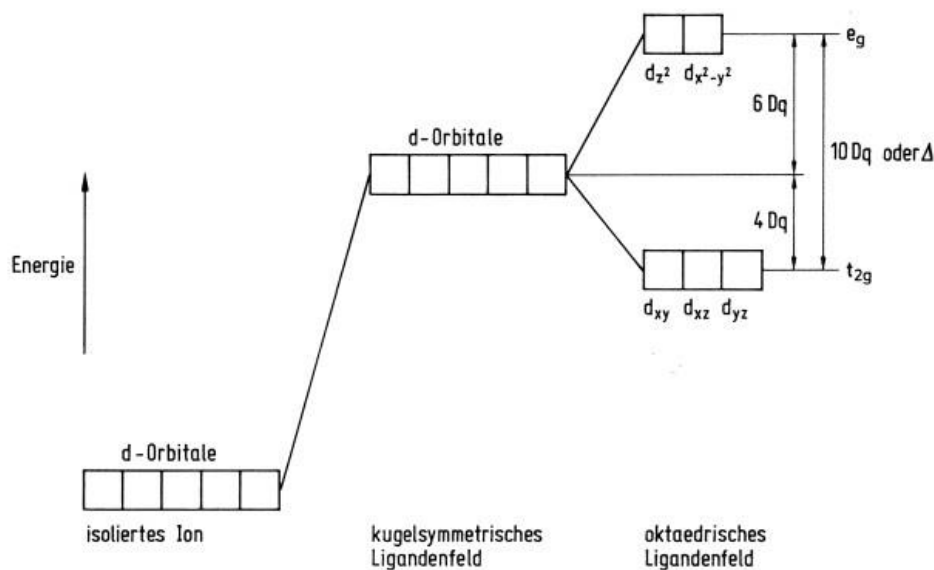 e_g
d_z² d_x²-y²
6 Dq
d-Orbitale
10 Dq oder Δ
4 Dq
Energie
t_2g
d_xy d_xz d_yz
d-Orbitale
isoliertes Ion
kugelsymmetrisches
Ligandenfeld
oktaedrisches
Ligandenfeld